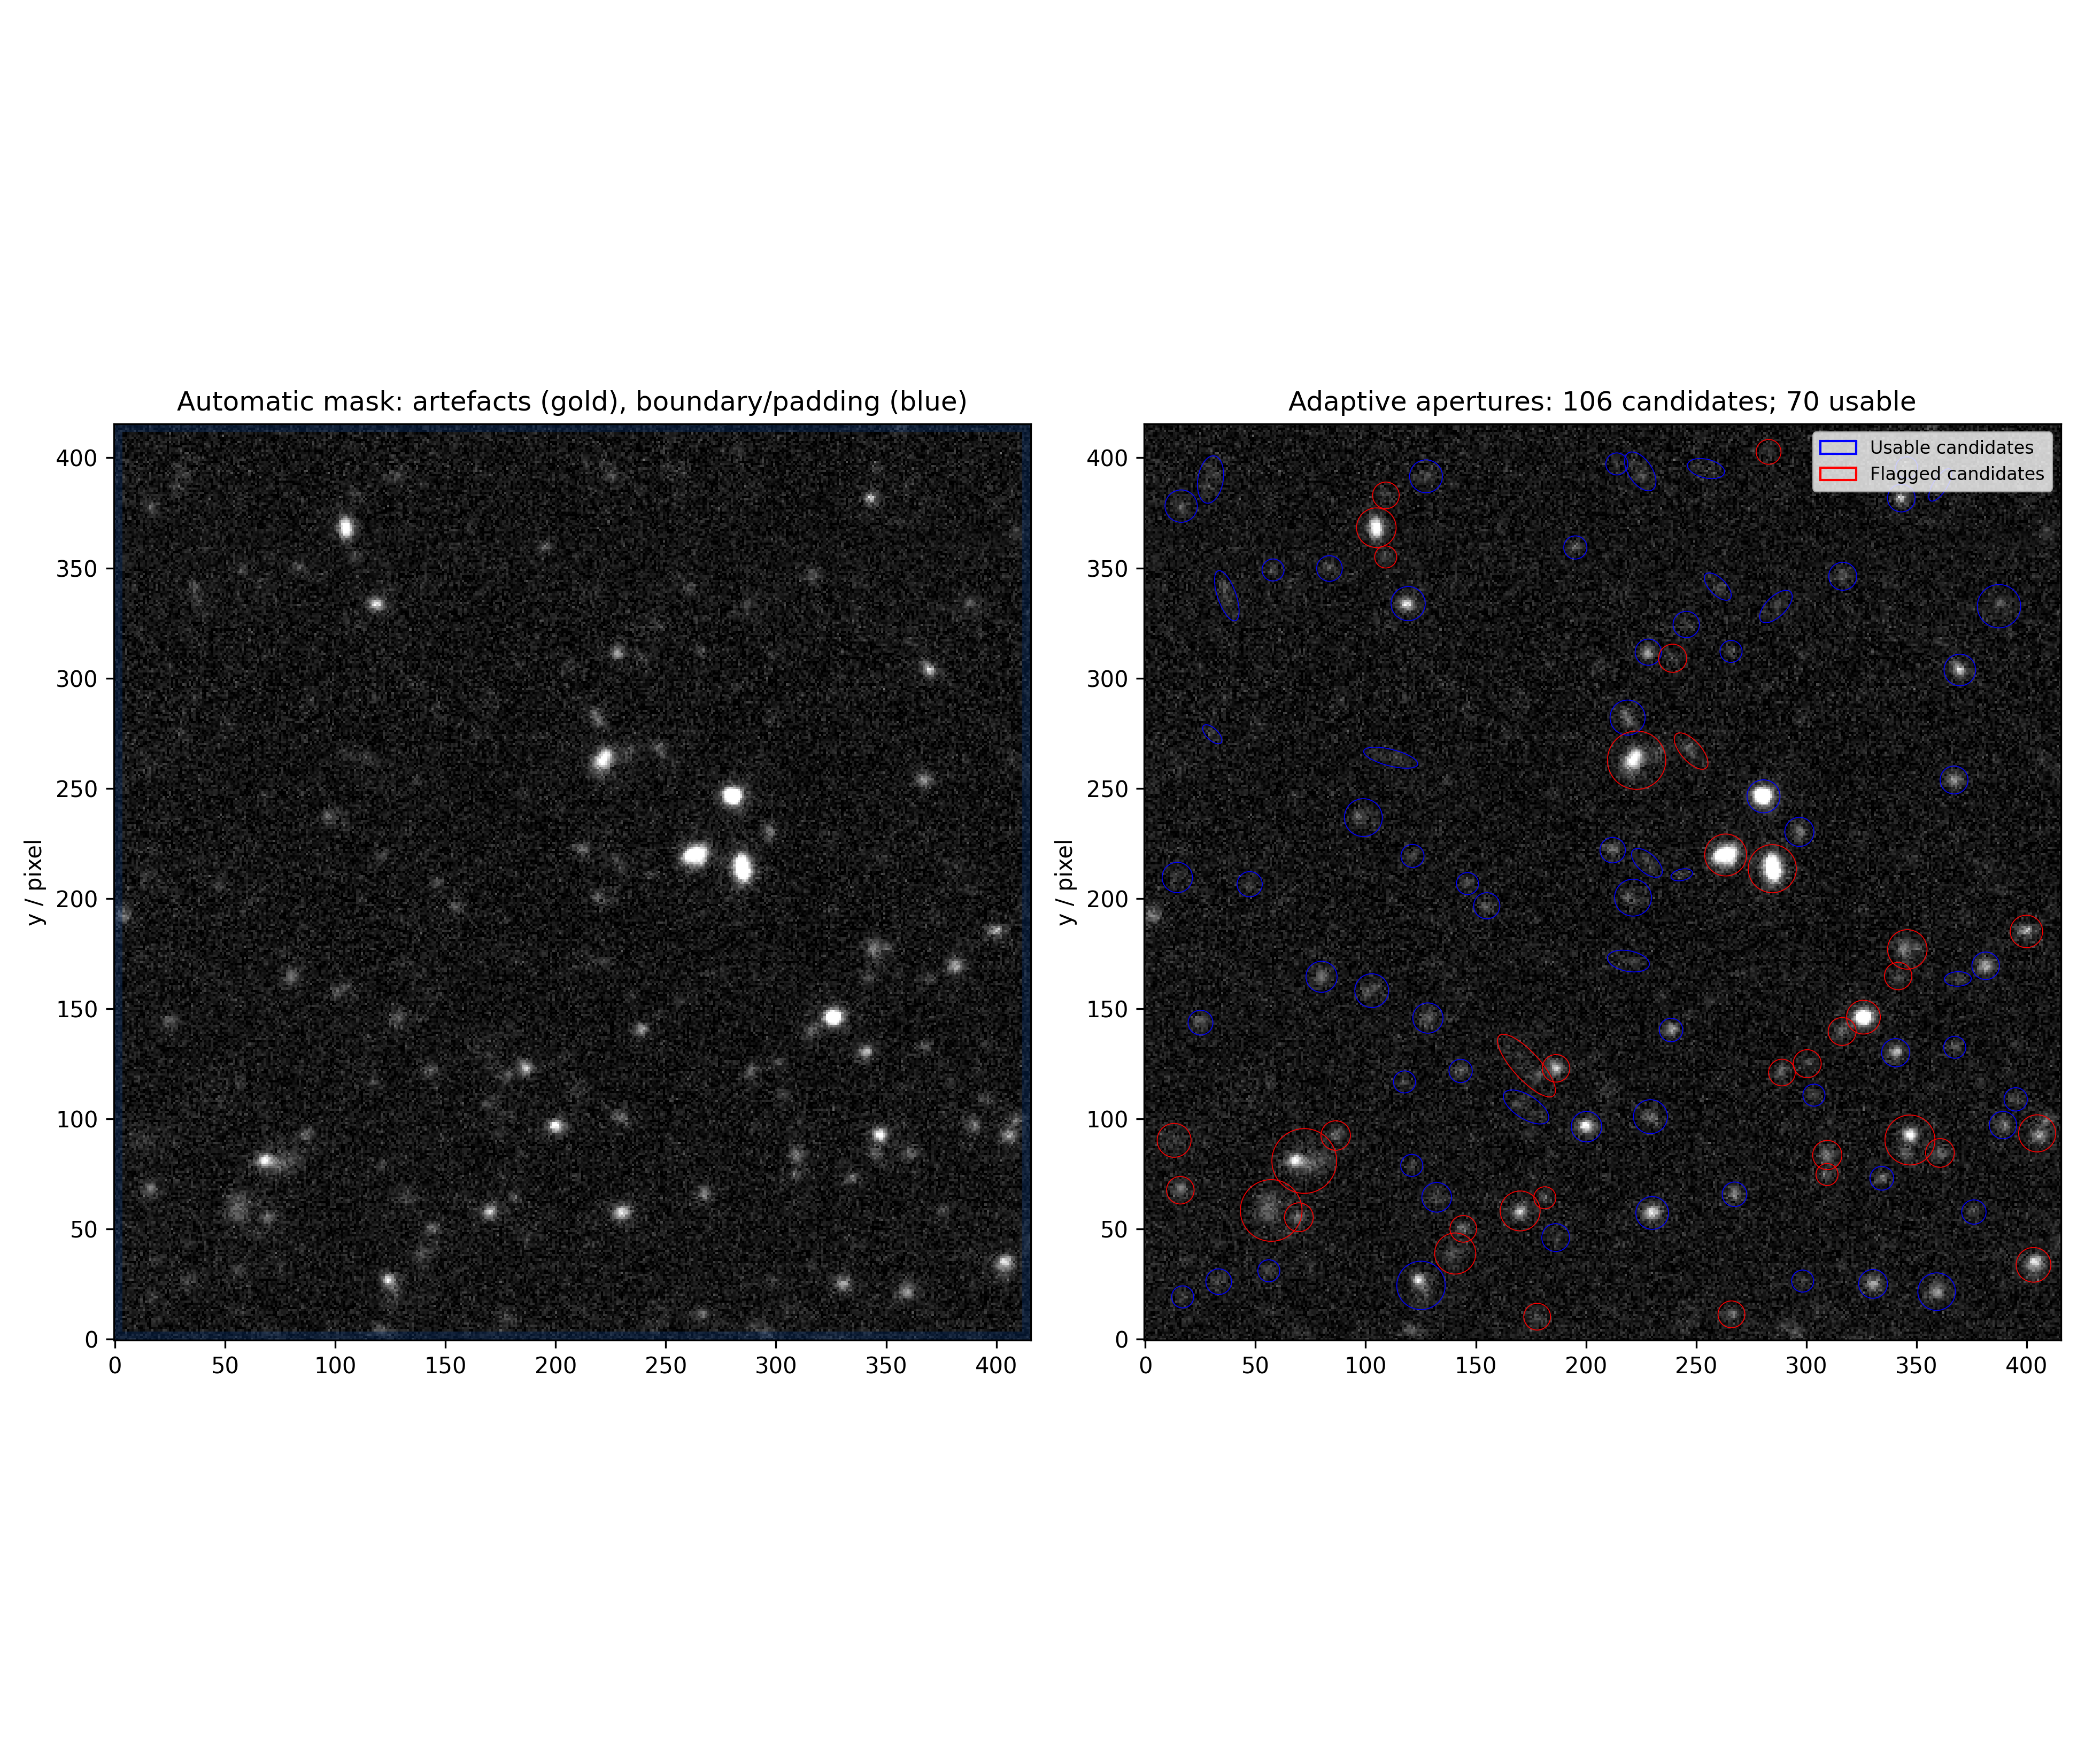 Automatic mask: artefacts (gold), boundary/padding (blue)
400
350
300
250
200
150
100
50
0
y / pixel
0 50 100 150 200 250 300 350 400
Adaptive apertures: 106 candidates; 70 usable
Usable candidates
Flagged candidates
400
350
300
250
200
150
100
50
0
y / pixel
0 50 100 150 200 250 300 350 400